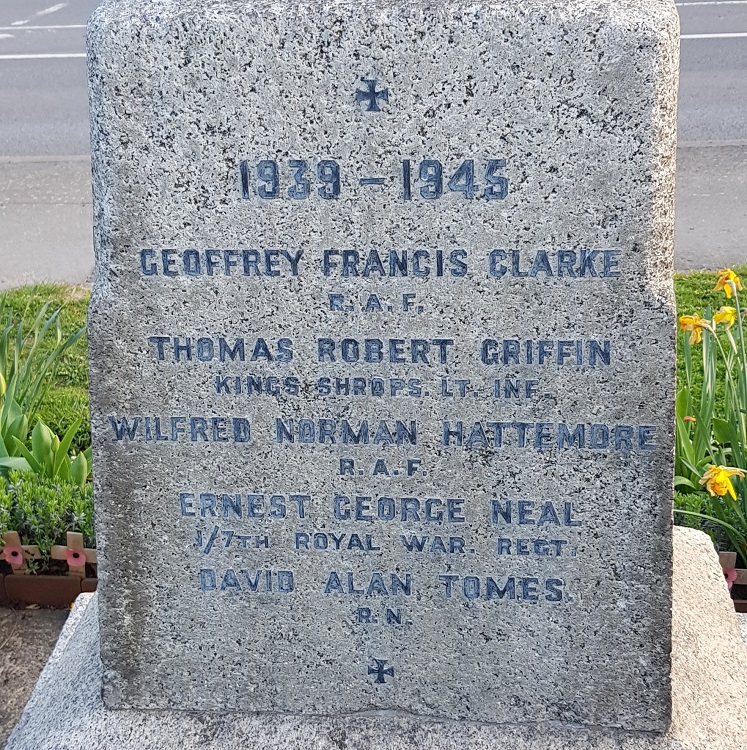 1939 - 1945
GEOFFREY FRANCIS CLARKE
R. A. F.
THOMAS ROBERT GRIFFIN
KINGS SHROPS. LT. INF.
WILFRED NORMAN HATTEMORE
R. A. F.
ERNEST GEORGE NEAL
1/7TH ROYAL WAR. REGT.
DAVID ALAN TOMES.
R. N.